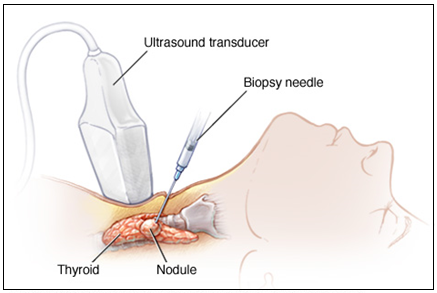 Ultrasound transducer
Biopsy needle
Thyroid
Nodule